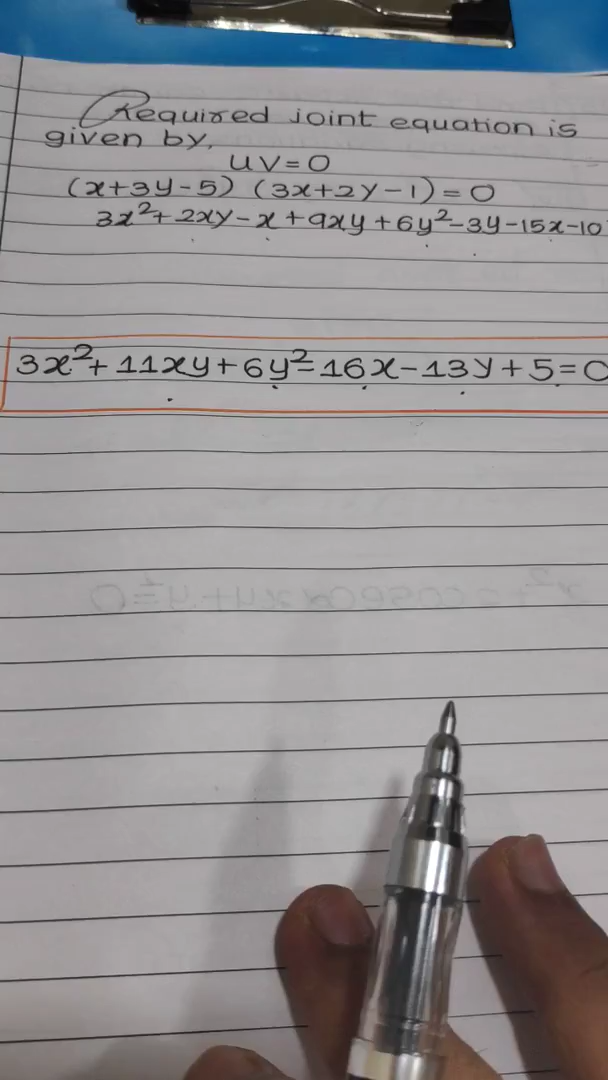 Required joint equation is
given by,
uv=0
(x+3y-5) (3x+2y-1)=0
3x²+2xy-x+9xy+6y²-3y-15x-10
3x²+11xy+6y²-16x-13y+5=0